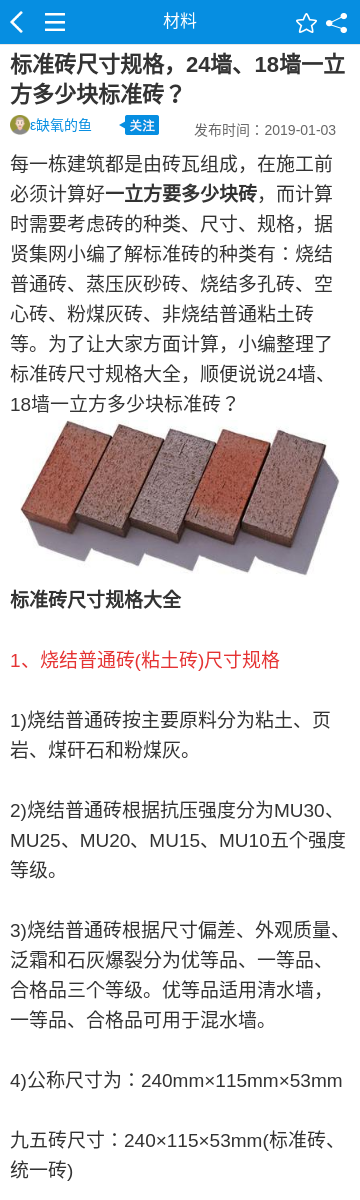 材料
标准砖尺寸规格，24墙、18墙一立
方多少块标准砖？
ε缺氧的鱼
关注
发布时间：2019-01-03
每一栋建筑都是由砖瓦组成，在施工前
必须计算好一立方要多少块砖，而计算
时需要考虑砖的种类、尺寸、规格，据
贤集网小编了解标准砖的种类有：烧结
普通砖、蒸压灰砂砖、烧结多孔砖、空
心砖、粉煤灰砖、非烧结普通粘土砖
等。为了让大家方面计算，小编整理了
标准砖尺寸规格大全，顺便说说24墙、
18墙一立方多少块标准砖？
标准砖尺寸规格大全
1、烧结普通砖(粘土砖)尺寸规格
1)烧结普通砖按主要原料分为粘土、页
岩、煤矸石和粉煤灰。
2)烧结普通砖根据抗压强度分为MU30、
MU25、MU20、MU15、MU10五个强度
等级。
3)烧结普通砖根据尺寸偏差、外观质量、
泛霜和石灰爆裂分为优等品、一等品、
合格品三个等级。优等品适用清水墙，
一等品、合格品可用于混水墙。
4)公称尺寸为：240mm×115mm×53mm
九五砖尺寸：240×115×53mm(标准砖、
统一砖)